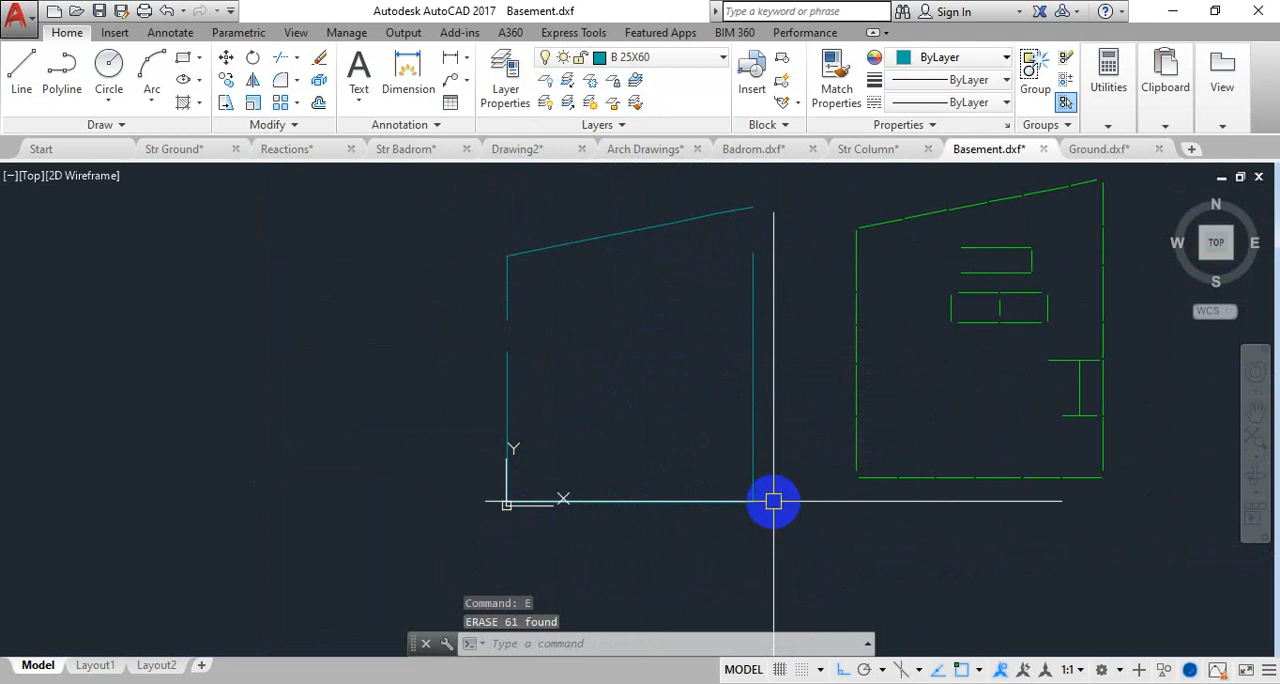 Autodesk AutoCAD 2017 Basement.dxf
Type a keyword or phrase
Sign In
Home Insert Annotate Parametric View Manage Output Add-ins A360 Express Tools Featured Apps BIM 360 Performance
Line Polyline Circle Arc
Text Dimension
Layer Properties
B 25X60
Insert
Match Properties
ByLayer
ByLayer
ByLayer
Group
Utilities
Clipboard
View
Draw Modify Annotation Layers Block Properties Groups
Start Str Ground* Reactions* Str Badrom* Drawing2* Arch Drawings* Badrom.dxf* Str Column* Basement.dxf* Ground.dxf*
[−][Top][2D Wireframe]
N
W TOP E
S
WCS
Y
X
Command: E
ERASE 61 found
Type a command
Model Layout1 Layout2 +
MODEL 1:1